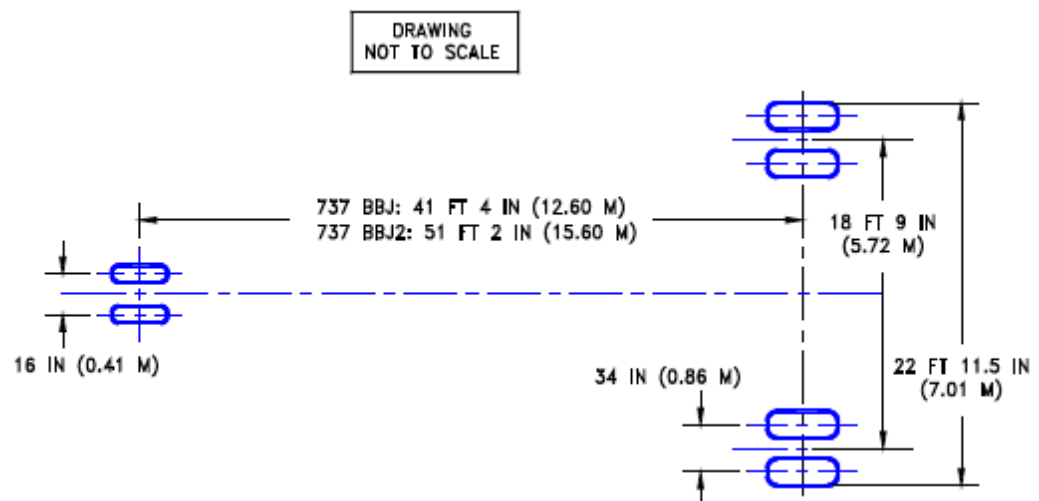 DRAWING
NOT TO SCALE
737 BBJ: 41 FT 4 IN (12.60 M)
737 BBJ2: 51 FT 2 IN (15.60 M)
18 FT 9 IN
(5.72 M)
16 IN (0.41 M)
34 IN (0.86 M)
22 FT 11.5 IN
(7.01 M)